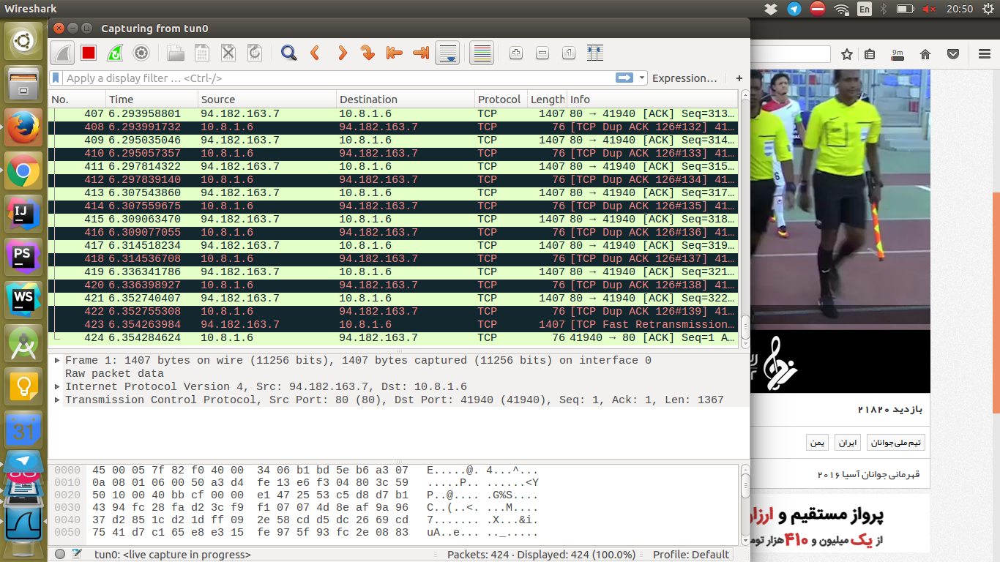 Wireshark
En
20:50
Capturing from tun0
Apply a display filter … <Ctrl-/>
Expression…
+
9m
No. Time Source Destination Protocol Length Info
407 6.293958801 94.182.163.7 10.8.1.6 TCP 1407 80 → 41940 [ACK] Seq=313…
408 6.293991732 10.8.1.6 94.182.163.7 TCP 76 [TCP Dup ACK 126#132] 41…
409 6.295035046 94.182.163.7 10.8.1.6 TCP 1407 80 → 41940 [ACK] Seq=314…
410 6.295057357 10.8.1.6 94.182.163.7 TCP 76 [TCP Dup ACK 126#133] 41…
411 6.297814322 94.182.163.7 10.8.1.6 TCP 1407 80 → 41940 [ACK] Seq=315…
412 6.297839140 10.8.1.6 94.182.163.7 TCP 76 [TCP Dup ACK 126#134] 41…
413 6.307543860 94.182.163.7 10.8.1.6 TCP 1407 80 → 41940 [ACK] Seq=317…
414 6.307559675 10.8.1.6 94.182.163.7 TCP 76 [TCP Dup ACK 126#135] 41…
415 6.309063470 94.182.163.7 10.8.1.6 TCP 1407 80 → 41940 [ACK] Seq=318…
416 6.309077055 10.8.1.6 94.182.163.7 TCP 76 [TCP Dup ACK 126#136] 41…
417 6.314518234 94.182.163.7 10.8.1.6 TCP 1407 80 → 41940 [ACK] Seq=319…
418 6.314536708 10.8.1.6 94.182.163.7 TCP 76 [TCP Dup ACK 126#137] 41…
419 6.336341786 94.182.163.7 10.8.1.6 TCP 1407 80 → 41940 [ACK] Seq=321…
420 6.336398927 10.8.1.6 94.182.163.7 TCP 76 [TCP Dup ACK 126#138] 41…
421 6.352740407 94.182.163.7 10.8.1.6 TCP 1407 80 → 41940 [ACK] Seq=322…
422 6.352755308 10.8.1.6 94.182.163.7 TCP 76 [TCP Dup ACK 126#139] 41…
423 6.354263984 94.182.163.7 10.8.1.6 TCP 1407 [TCP Fast Retransmission…
424 6.354284624 10.8.1.6 94.182.163.7 TCP 76 41940 → 80 [ACK] Seq=1 A…
Frame 1: 1407 bytes on wire (11256 bits), 1407 bytes captured (11256 bits) on interface 0
Raw packet data
Internet Protocol Version 4, Src: 94.182.163.7, Dst: 10.8.1.6
Transmission Control Protocol, Src Port: 80 (80), Dst Port: 41940 (41940), Seq: 1, Ack: 1, Len: 1367
0000 45 00 05 7f 82 f0 40 00 34 06 b1 bd 5e b6 a3 07 E.....@. 4...^...
0010 0a 08 01 06 00 50 a3 d4 fe 13 e6 f3 04 80 3c 59 .....P.. ......<Y
0020 50 10 00 40 bb cf 00 00 e1 47 25 53 c5 d8 d7 b1 P..@.... .G%S....
0030 43 94 fc 28 fa d2 3c f9 f1 07 07 4d 8e af 9a 96 C..(..<. ...M....
0040 37 d2 85 1c d2 1d ff 09 2e 58 cd d5 dc 26 69 cd 7....... .X...&i.
0050 75 41 d7 c1 65 e8 e3 15 fe 97 5f 93 fc 2e 08 83 uA..e... .._.....
tun0: <live capture in progress>
Packets: 424 · Displayed: 424 (100.0%)
Profile: Default
IJ
PS
WS
31
بازدید ۲۱۸۲۰
تیم ملی جوانان
ایران
یمن
قهرمانی جوانان آسیا ۲۰۱۶
پرواز مستقیم و ارزان
از یک میلیون و ۴۱۰ هزار